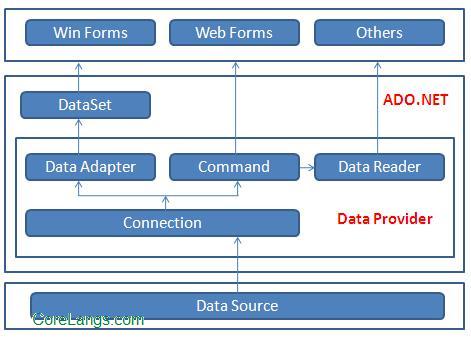 Win Forms
Web Forms
Others
DataSet
ADO.NET
Data Adapter
Command
Data Reader
Connection
Data Provider
Data Source
CoreLangs.com